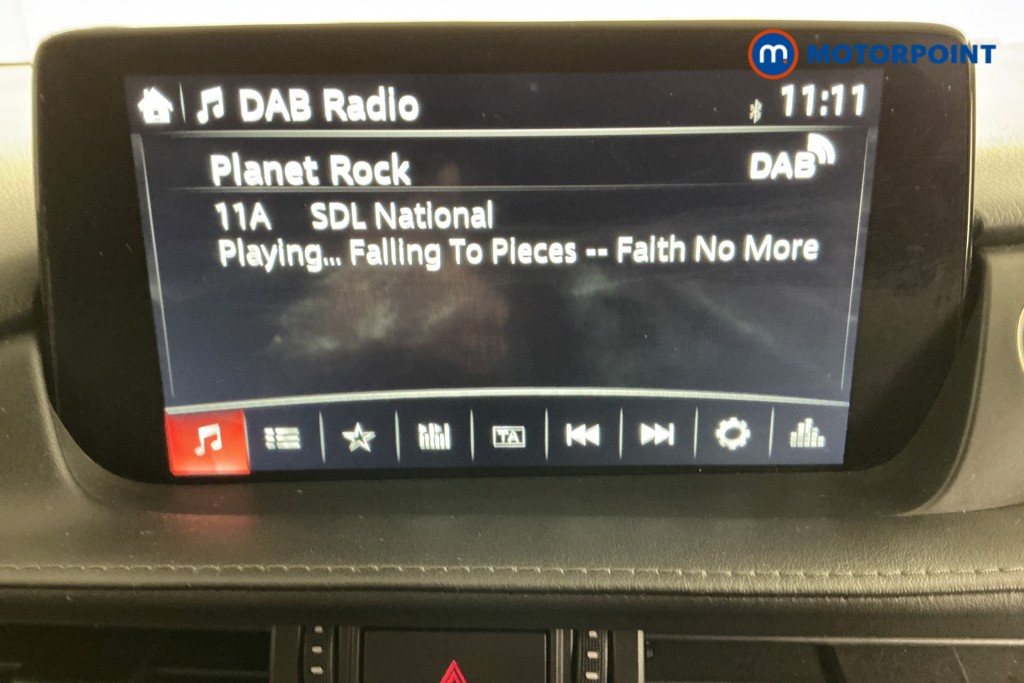 m. MOTORPOINT
DAB Radio 11:11
Planet Rock DAB
11A SDL National
Playing... Falling To Pieces -- Faith No More
TA